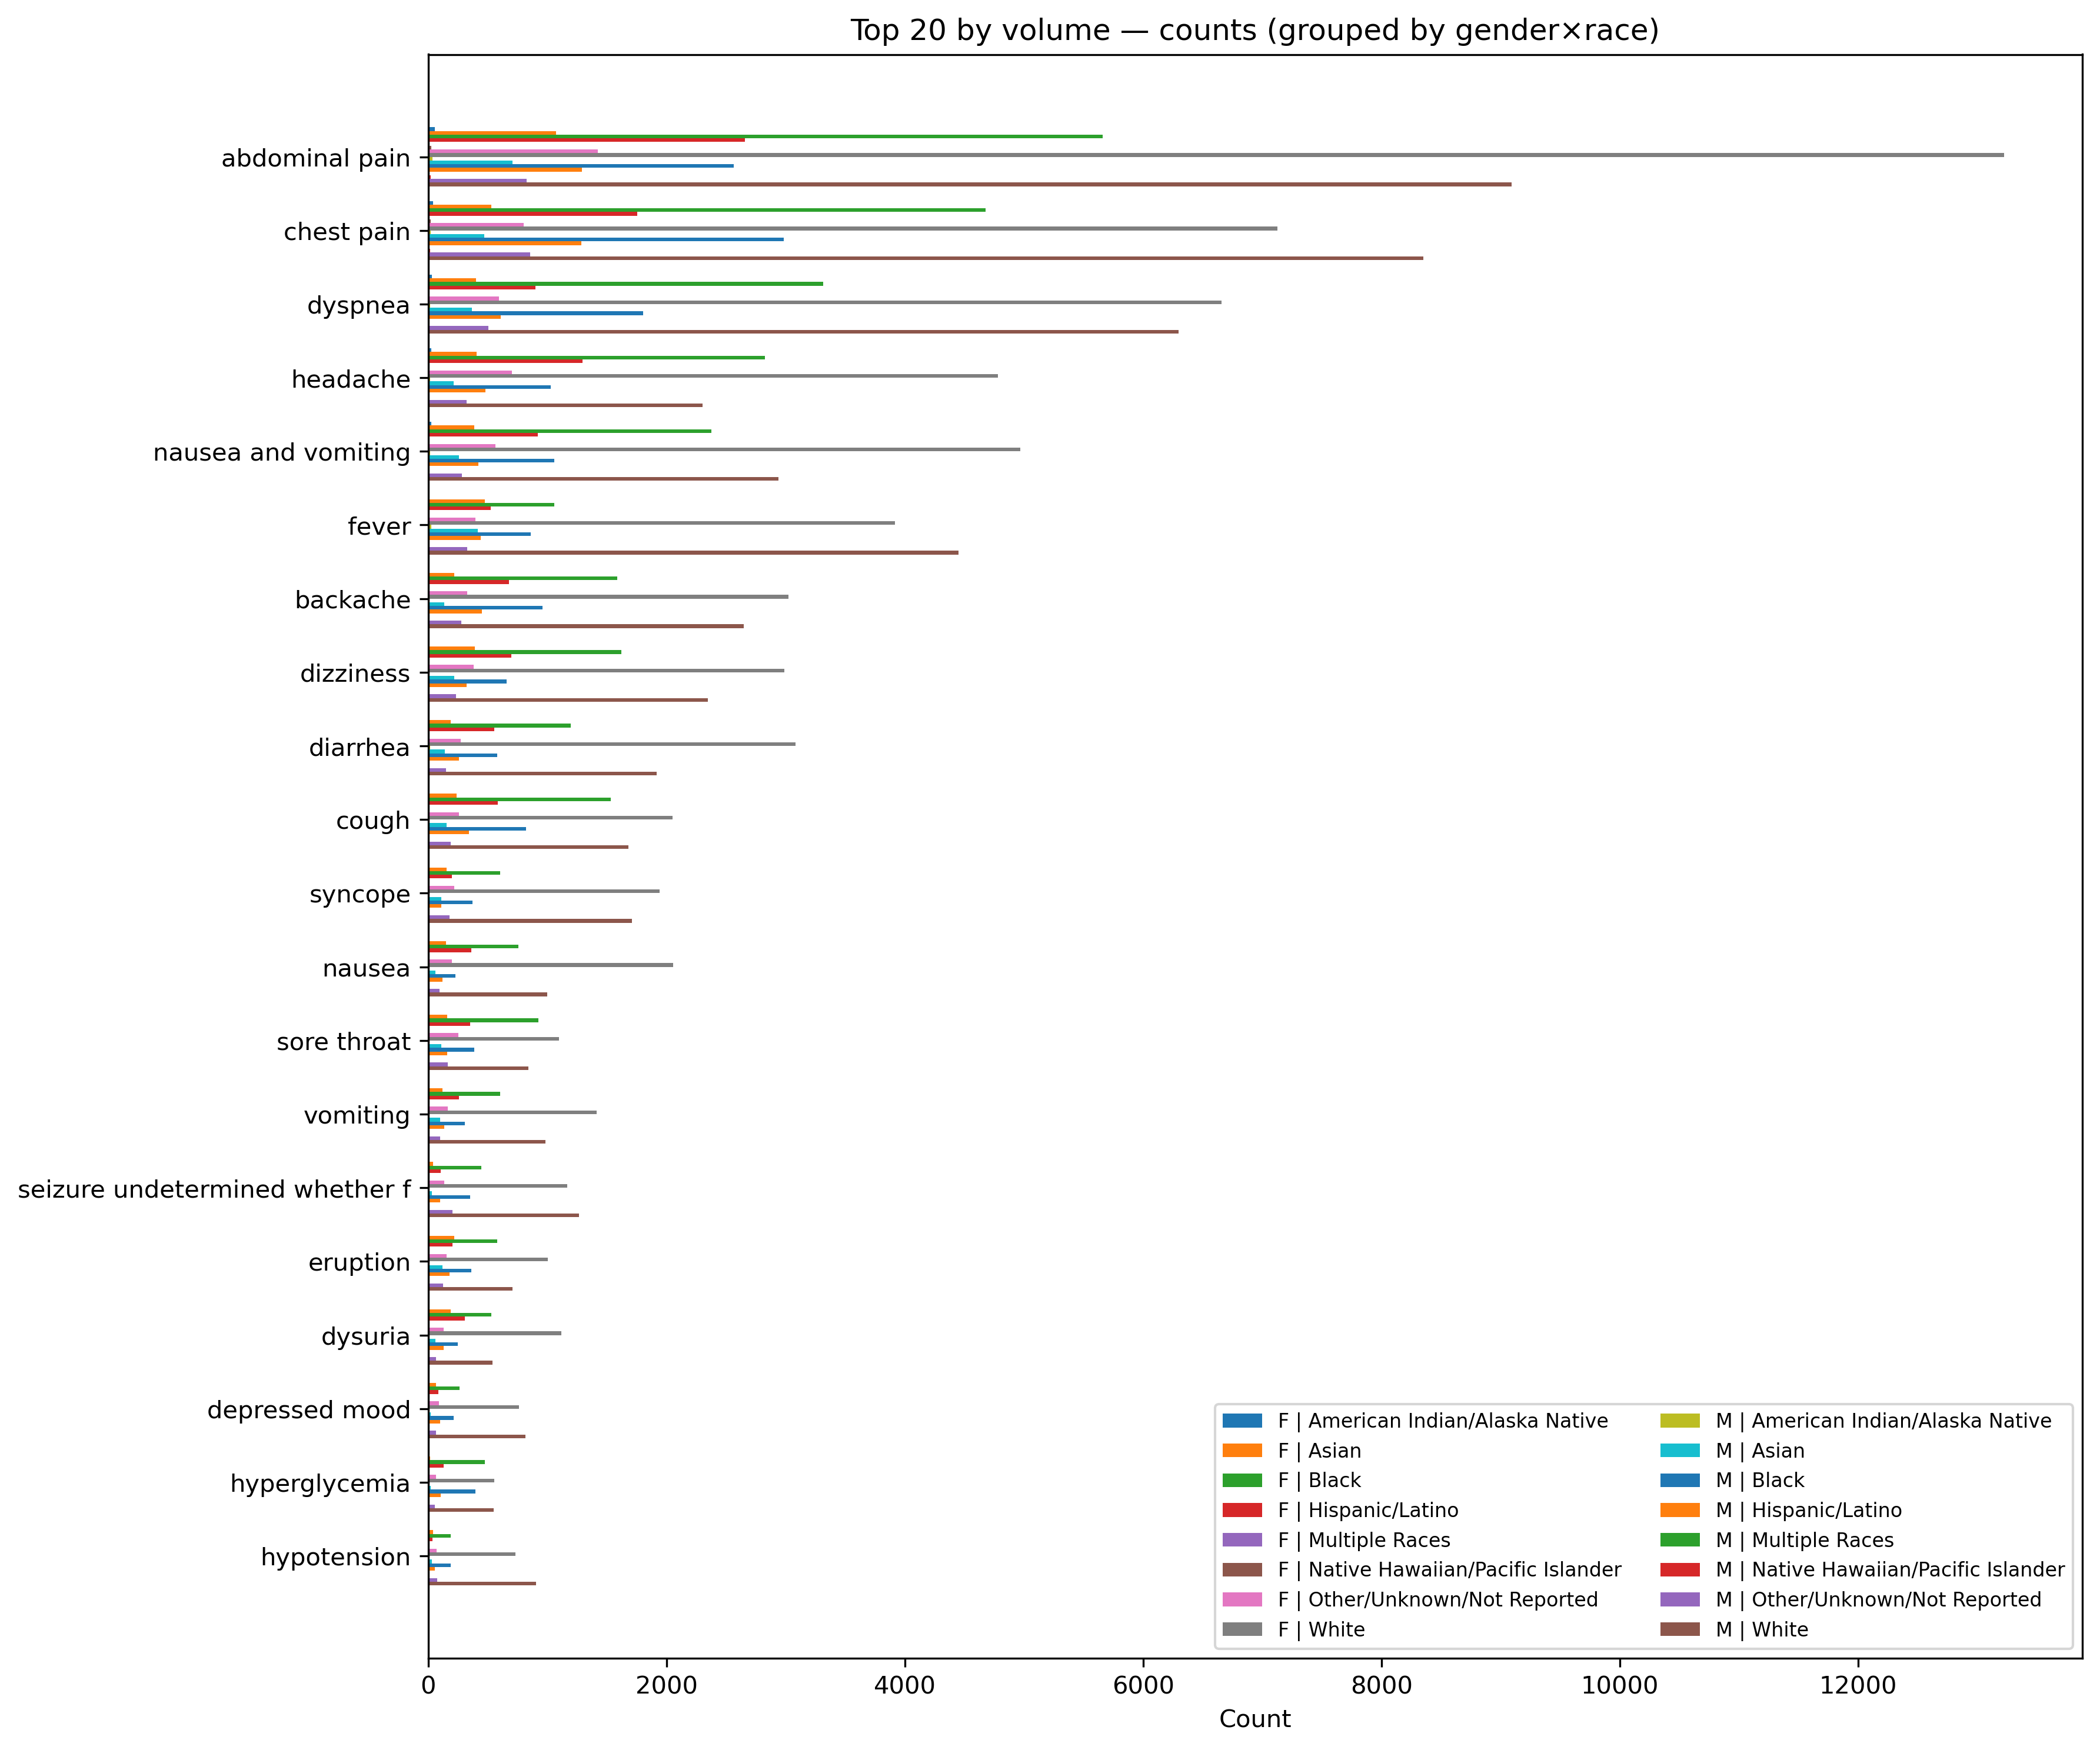 Top 20 by volume — counts (grouped by gender×race)
abdominal pain
chest pain
dyspnea
headache
nausea and vomiting
fever
backache
dizziness
diarrhea
cough
syncope
nausea
sore throat
vomiting
seizure undetermined whether f
eruption
dysuria
depressed mood
hyperglycemia
hypotension
F | American Indian/Alaska Native
F | Asian
F | Black
F | Hispanic/Latino
F | Multiple Races
F | Native Hawaiian/Pacific Islander
F | Other/Unknown/Not Reported
F | White
M | American Indian/Alaska Native
M | Asian
M | Black
M | Hispanic/Latino
M | Multiple Races
M | Native Hawaiian/Pacific Islander
M | Other/Unknown/Not Reported
M | White
0 2000 4000 6000 8000 10000 12000
Count